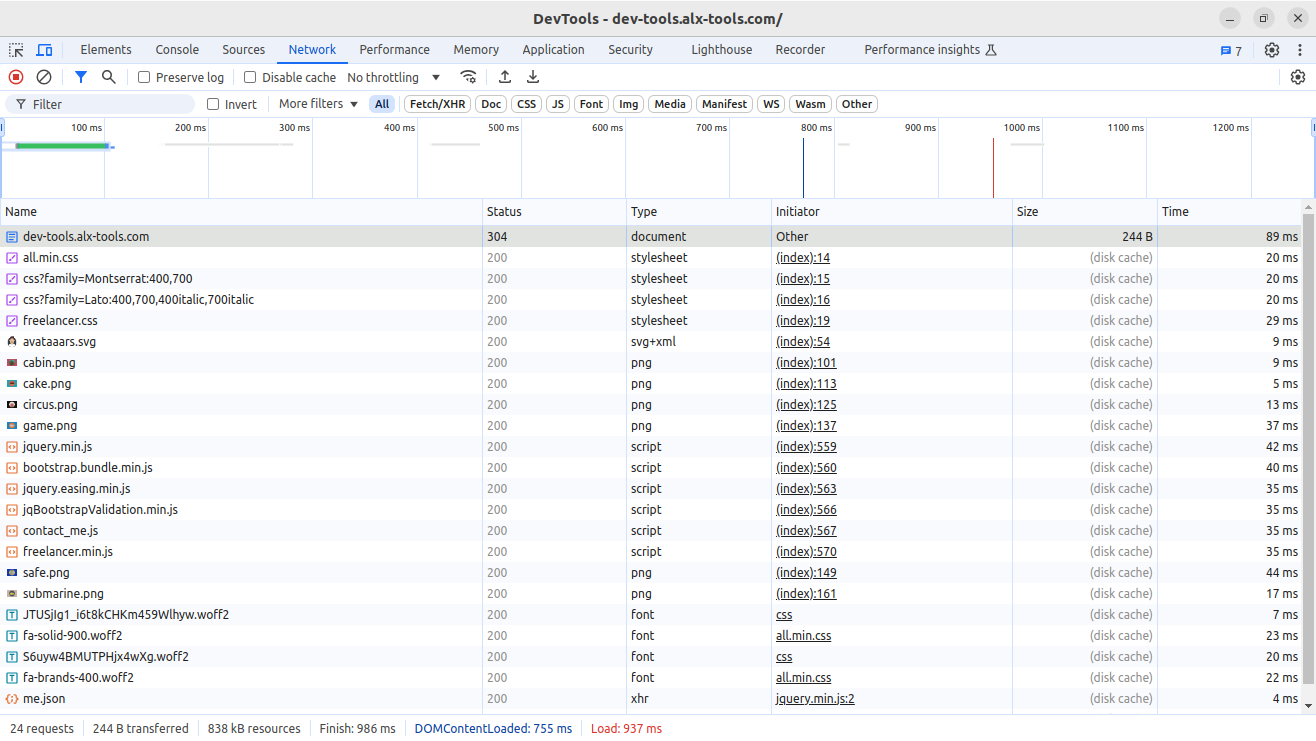 DevTools - dev-tools.alx-tools.com/
Elements Console Sources Network Performance Memory Application Security Lighthouse Recorder Performance insights 7
Preserve log Disable cache No throttling
Filter Invert More filters All Fetch/XHR Doc CSS JS Font Img Media Manifest WS Wasm Other
100 ms 200 ms 300 ms 400 ms 500 ms 600 ms 700 ms 800 ms 900 ms 1000 ms 1100 ms 1200 ms
Name Status Type Initiator Size Time
dev-tools.alx-tools.com 304 document Other 244 B 89 ms
all.min.css 200 stylesheet (index):14 (disk cache) 20 ms
css?family=Montserrat:400,700 200 stylesheet (index):15 (disk cache) 20 ms
css?family=Lato:400,700,400italic,700italic 200 stylesheet (index):16 (disk cache) 20 ms
freelancer.css 200 stylesheet (index):19 (disk cache) 29 ms
avataaars.svg 200 svg+xml (index):54 (disk cache) 9 ms
cabin.png 200 png (index):101 (disk cache) 9 ms
cake.png 200 png (index):113 (disk cache) 5 ms
circus.png 200 png (index):125 (disk cache) 13 ms
game.png 200 png (index):137 (disk cache) 37 ms
jquery.min.js 200 script (index):559 (disk cache) 42 ms
bootstrap.bundle.min.js 200 script (index):560 (disk cache) 40 ms
jquery.easing.min.js 200 script (index):563 (disk cache) 35 ms
jqBootstrapValidation.min.js 200 script (index):566 (disk cache) 35 ms
contact_me.js 200 script (index):567 (disk cache) 35 ms
freelancer.min.js 200 script (index):570 (disk cache) 35 ms
safe.png 200 png (index):149 (disk cache) 44 ms
submarine.png 200 png (index):161 (disk cache) 17 ms
JTUSjIg1_i6t8kCHKm459Wlhyw.woff2 200 font css (disk cache) 7 ms
fa-solid-900.woff2 200 font all.min.css (disk cache) 23 ms
S6uyw4BMUTPHjx4wXg.woff2 200 font css (disk cache) 20 ms
fa-brands-400.woff2 200 font all.min.css (disk cache) 22 ms
me.json 200 xhr jquery.min.js:2 (disk cache) 4 ms
24 requests 244 B transferred 838 kB resources Finish: 986 ms DOMContentLoaded: 755 ms Load: 937 ms